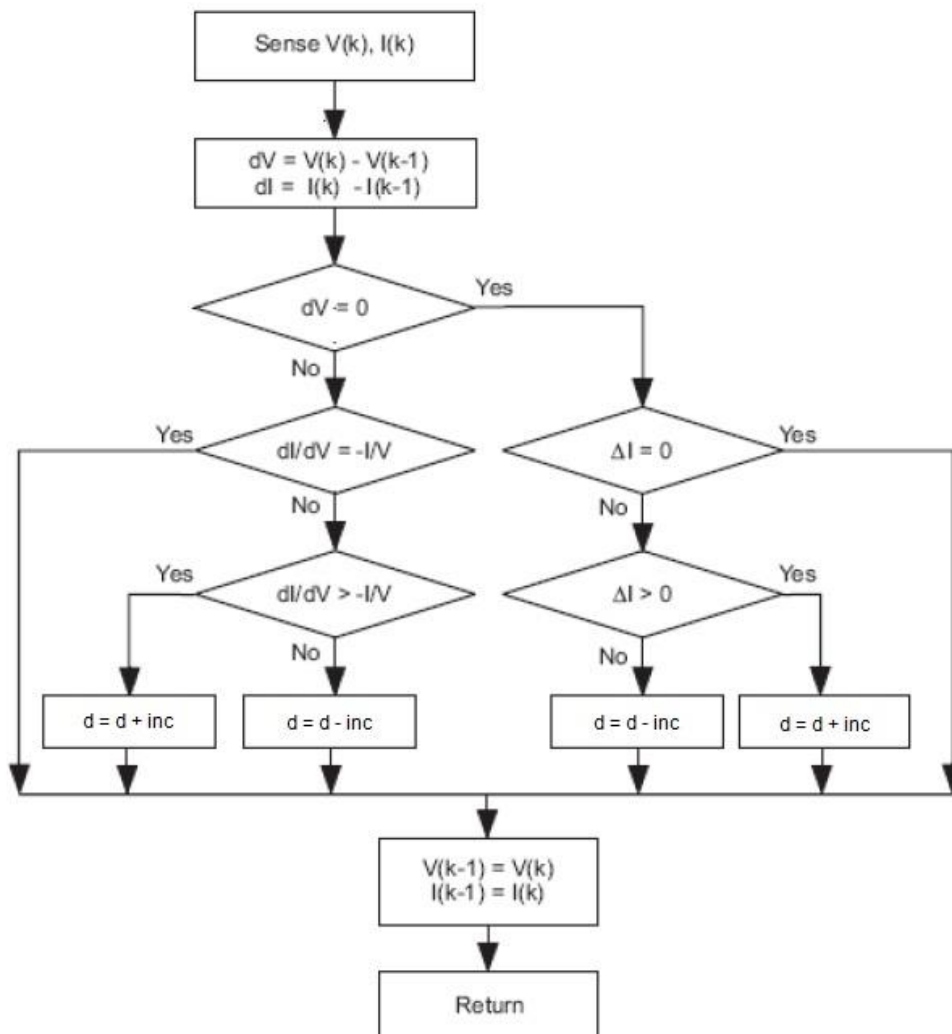 Sense V(k), I(k)
dV = V(k) - V(k-1)
dI = I(k) - I(k-1)
dV = 0
Yes
No
Yes
dI/dV = -I/V
ΔI = 0
Yes
No
No
Yes
dI/dV > -I/V
ΔI > 0
Yes
No
No
d = d + inc
d = d - inc
d = d - inc
d = d + inc
V(k-1) = V(k)
I(k-1) = I(k)
Return